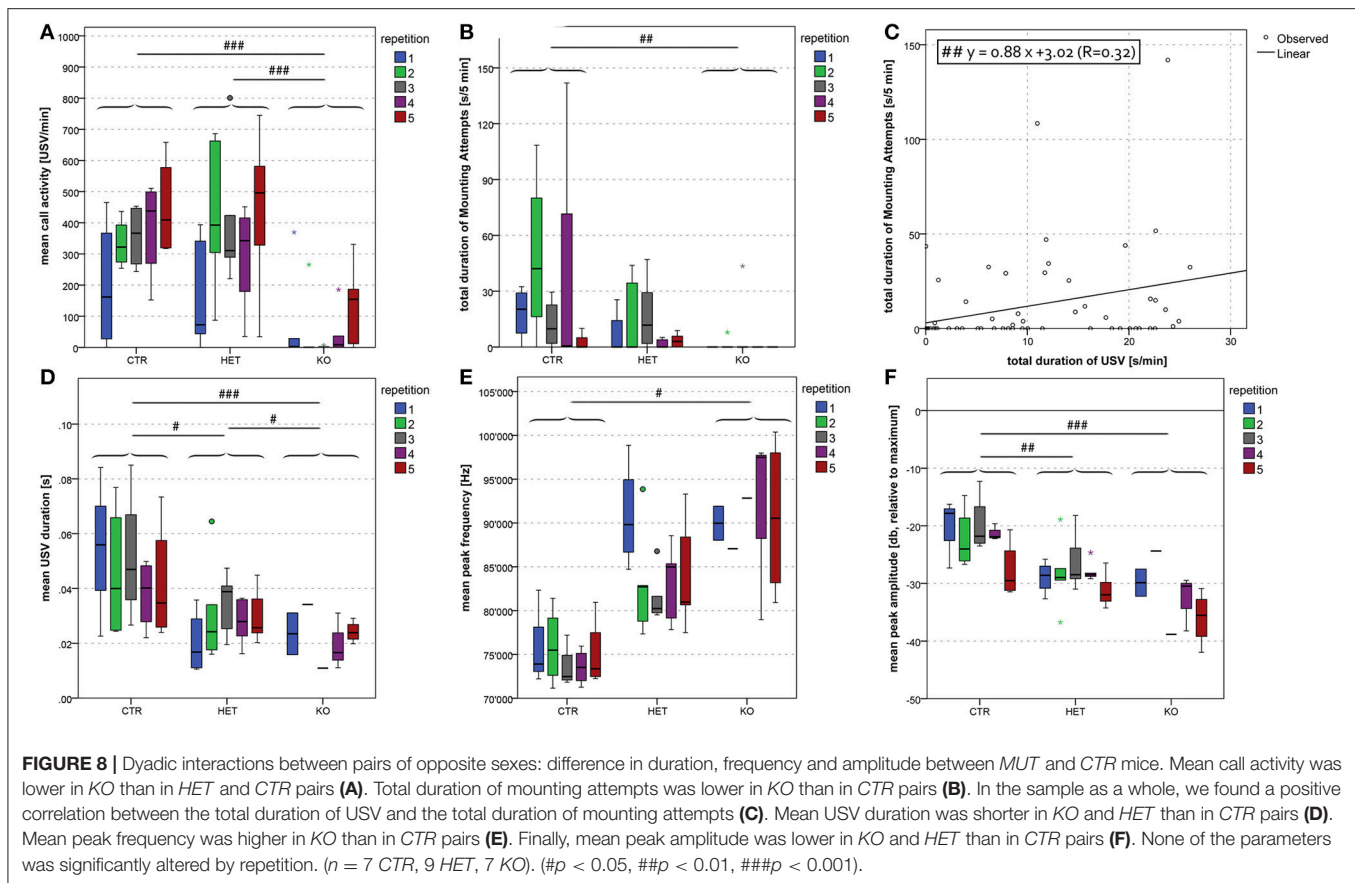 A
1000
900
800
700
600
500
400
300
200
100
0
mean call activity [USV/min]
###
###
CTR
HET
KO
repetition
1
2
3
4
5
B
150
120
90
60
30
0
total duration of Mounting Attempts [s/5 min]
##
CTR
HET
KO
repetition
1
2
3
4
5
C
150
100
50
0
total duration of Mounting Attempts [s/5 min]
## y = 0.88 x +3.02 (R=0.32)
0
10
20
30
total duration of USV [s/min]
Observed
Linear
D
.10
.08
.06
.04
.02
.00
mean USV duration [s]
###
#
#
CTR
HET
KO
repetition
1
2
3
4
5
E
105'000
100'000
95'000
90'000
85'000
80'000
75'000
70'000
mean peak frequency [Hz]
#
CTR
HET
KO
repetition
1
2
3
4
5
F
0
-10
-20
-30
-40
-50
mean peak amplitude [db, relative to maximum]
###
##
CTR
HET
KO
repetition
1
2
3
4
5
FIGURE 8 | Dyadic interactions between pairs of opposite sexes: difference in duration, frequency and amplitude between MUT and CTR mice. Mean call activity was
lower in KO than in HET and CTR pairs (A). Total duration of mounting attempts was lower in KO than in CTR pairs (B). In the sample as a whole, we found a positive
correlation between the total duration of USV and the total duration of mounting attempts (C). Mean USV duration was shorter in KO and HET than in CTR pairs (D).
Mean peak frequency was higher in KO than in CTR pairs (E). Finally, mean peak amplitude was lower in KO and HET than in CTR pairs (F). None of the parameters
was significantly altered by repetition. (n = 7 CTR, 9 HET, 7 KO). (#p < 0.05, ##p < 0.01, ###p < 0.001).